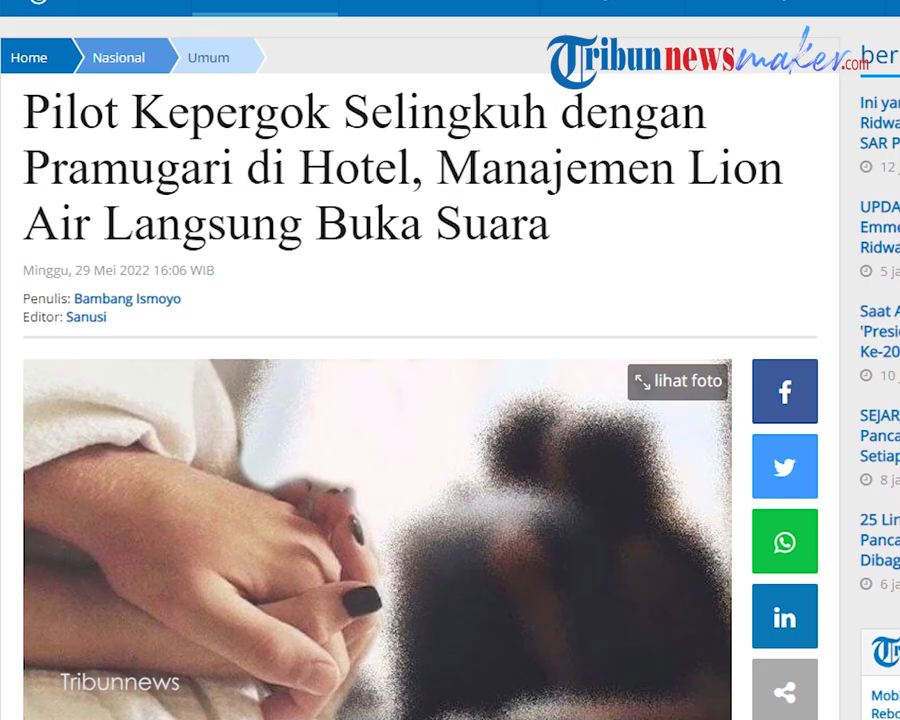 Home
Nasional
Umum
Tribunnewsmaker.com
ber
Pilot Kepergok Selingkuh dengan
Pramugari di Hotel, Manajemen Lion
Air Langsung Buka Suara
Minggu, 29 Mei 2022 16:06 WIB
Penulis: Bambang Ismoyo
Editor: Sanusi
lihat foto
Tribunnews
Ini ya
Ridwa
SAR P
12
UPDA
Emme
Ridwa
5 ja
Saat A
'Presi
Ke-20
10
SEJAR
Panca
Setiap
8 ja
25 Lin
Panca
Dibag
6 ja
Mobi
Rebo